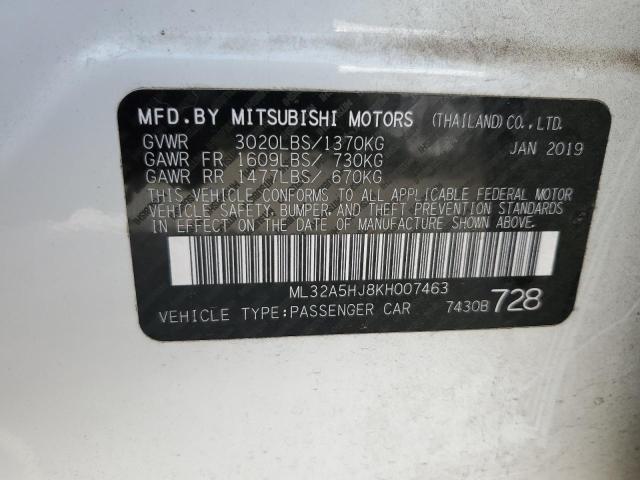 MFD.BY MITSUBISHI MOTORS (THAILAND)CO.,LTD.
GVWR 3020LBS/1370KG JAN 2019
GAWR FR 1609LBS/ 730KG
GAWR RR 1477LBS/ 670KG
THIS VEHICLE CONFORMS TO ALL APPLICABLE FEDERAL MOTOR
VEHICLE SAFETY, BUMPER, AND THEFT PREVENTION STANDARDS
IN EFFECT ON THE DATE OF MANUFACTURE SHOWN ABOVE.
ML32A5HJ8KH007463
VEHICLE TYPE:PASSENGER CAR 7430B 728